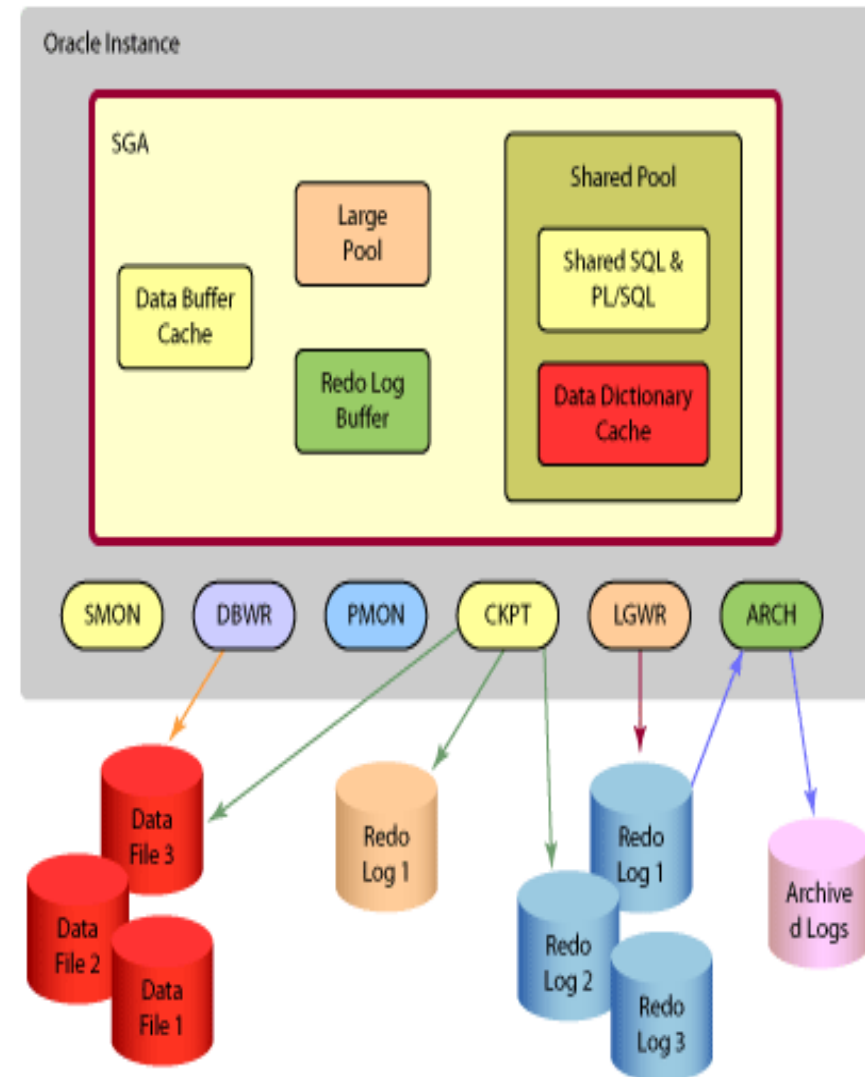 Oracle Instance
SGA
Large
Pool
Data Buffer
Cache
Redo Log
Buffer
Shared Pool
Shared SQL &
PL/SQL
Data Dictionary
Cache
SMON
DBWR
PMON
CKPT
LGWR
ARCH
Data
File 3
Data
File 2
Data
File 1
Redo
Log 1
Redo
Log 1
Redo
Log 2
Redo
Log 3
Archive
d Logs